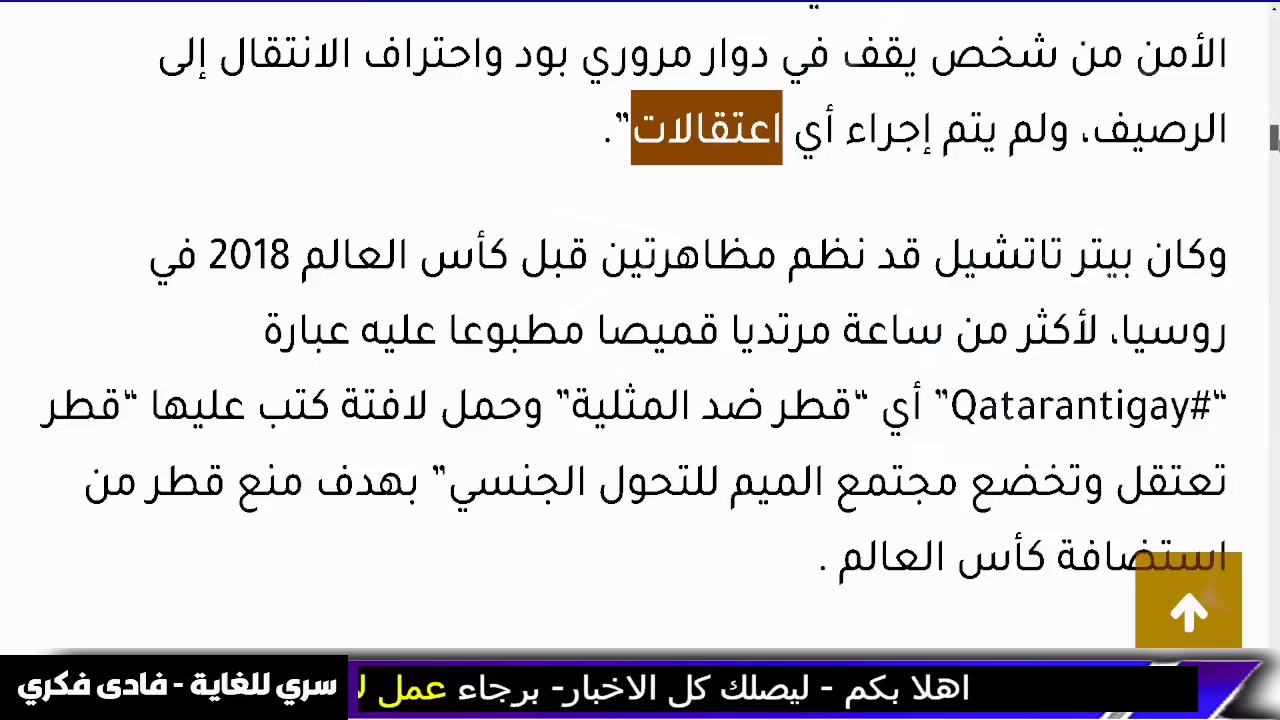 الأمن من شخص يقف في دوار مروري بود واحتراف الانتقال إلى
الرصيف، ولم يتم إجراء أي اعتقالات”.
وكان بيتر تاتشيل قد نظم مظاهرتين قبل كأس العالم 2018 في
روسيا، لأكثر من ساعة مرتديا قميصا مطبوعا عليه عبارة
“#Qatarantigay” أي “قطر ضد المثلية” وحمل لافتة كتب عليها “قطر
تعتقل وتخضع مجتمع الميم للتحول الجنسي” بهدف منع قطر من
استضافة كأس العالم .
سري للغاية - فادى فكري
اهلا بكم - ليصلك كل الاخبار- برجاء عمل